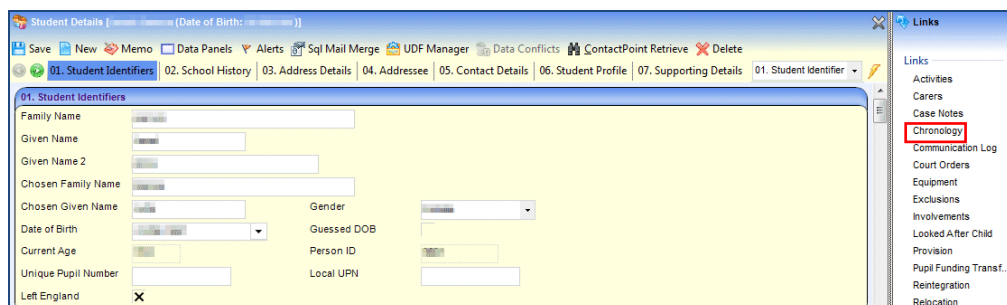 Student Details [ (Date of Birth: )]
Save New Memo Data Panels Alerts Sql Mail Merge UDF Manager Data Conflicts ContactPoint Retrieve Delete
01. Student Identifiers 02. School History 03. Address Details 04. Addressee 05. Contact Details 06. Student Profile 07. Supporting Details 01. Student Identifier
01. Student Identifiers
Family Name
Given Name
Given Name 2
Chosen Family Name
Chosen Given Name Gender
Date of Birth Guessed DOB
Current Age Person ID
Unique Pupil Number Local UPN
Left England
Links
Links
Activities
Carers
Case Notes
Chronology
Communication Log
Court Orders
Equipment
Exclusions
Involvements
Looked After Child
Provision
Pupil Funding Transf...
Reintegration
Relocation